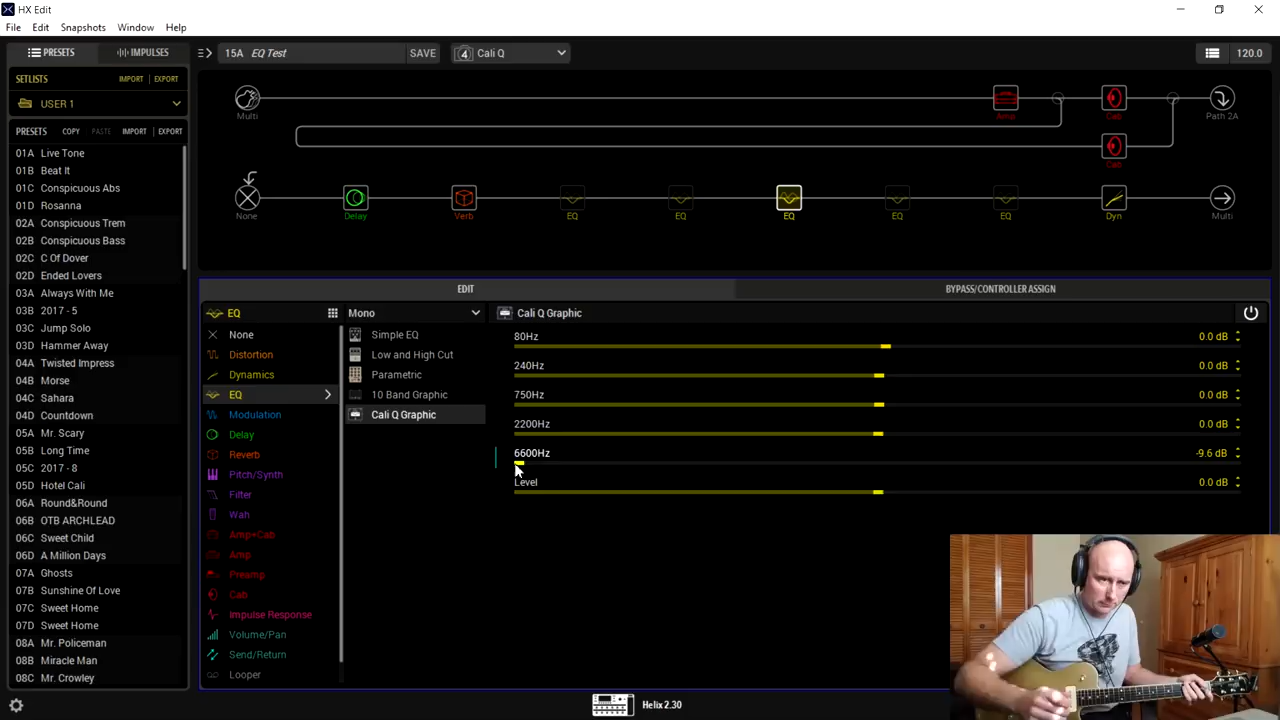 HX Edit
File Edit Snapshots Window Help
PRESETS IMPULSES
15A EQ Test SAVE 4 Cali Q 120.0
SETLISTS IMPORT EXPORT
USER 1
PRESETS COPY PASTE IMPORT EXPORT
01A Live Tone
01B Beat It
01C Conspicuous Abs
01D Rosanna
02A Conspicuous Trem
02B Conspicuous Bass
02C C Of Dover
02D Ended Lovers
03A Always With Me
03B 2017 - 5
03C Jump Solo
03D Hammer Away
04A Twisted Impress
04B Morse
04C Sahara
04D Countdown
05A Mr. Scary
05B Long Time
05C 2017 - 8
05D Hotel Cali
06A Round&Round
06B OTB ARCHLEAD
06C Sweet Child
06D A Million Days
07A Ghosts
07B Sunshine Of Love
07C Sweet Home
07D Sweet Home
08A Mr. Policeman
08B Miracle Man
08C Mr. Crowley
Multi Amp Cab Path 2A
Cab
None Delay Verb EQ EQ EQ EQ EQ Dyn Multi
EDIT BYPASS/CONTROLLER ASSIGN
EQ Mono Cali Q Graphic
None
Distortion
Dynamics
EQ
Modulation
Delay
Reverb
Pitch/Synth
Filter
Wah
Amp+Cab
Amp
Preamp
Cab
Impulse Response
Volume/Pan
Send/Return
Looper
Simple EQ
Low and High Cut
Parametric
10 Band Graphic
Cali Q Graphic
80Hz 0.0 dB
240Hz 0.0 dB
750Hz 0.0 dB
2200Hz 0.0 dB
6600Hz -9.6 dB
Level 0.0 dB
Helix 2.30